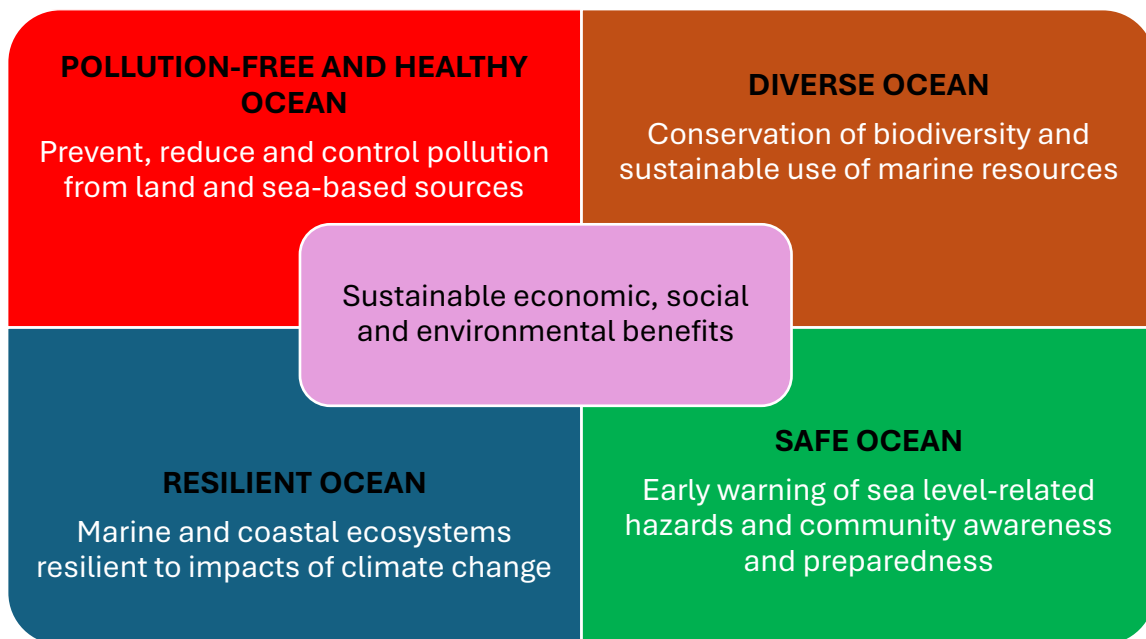 POLLUTION-FREE AND HEALTHY
OCEAN
Prevent, reduce and control pollution
from land and sea-based sources
DIVERSE OCEAN
Conservation of biodiversity and
sustainable use of marine resources
Sustainable economic, social
and environmental benefits
RESILIENT OCEAN
Marine and coastal ecosystems
resilient to impacts of climate change
SAFE OCEAN
Early warning of sea level-related
hazards and community awareness
and preparedness